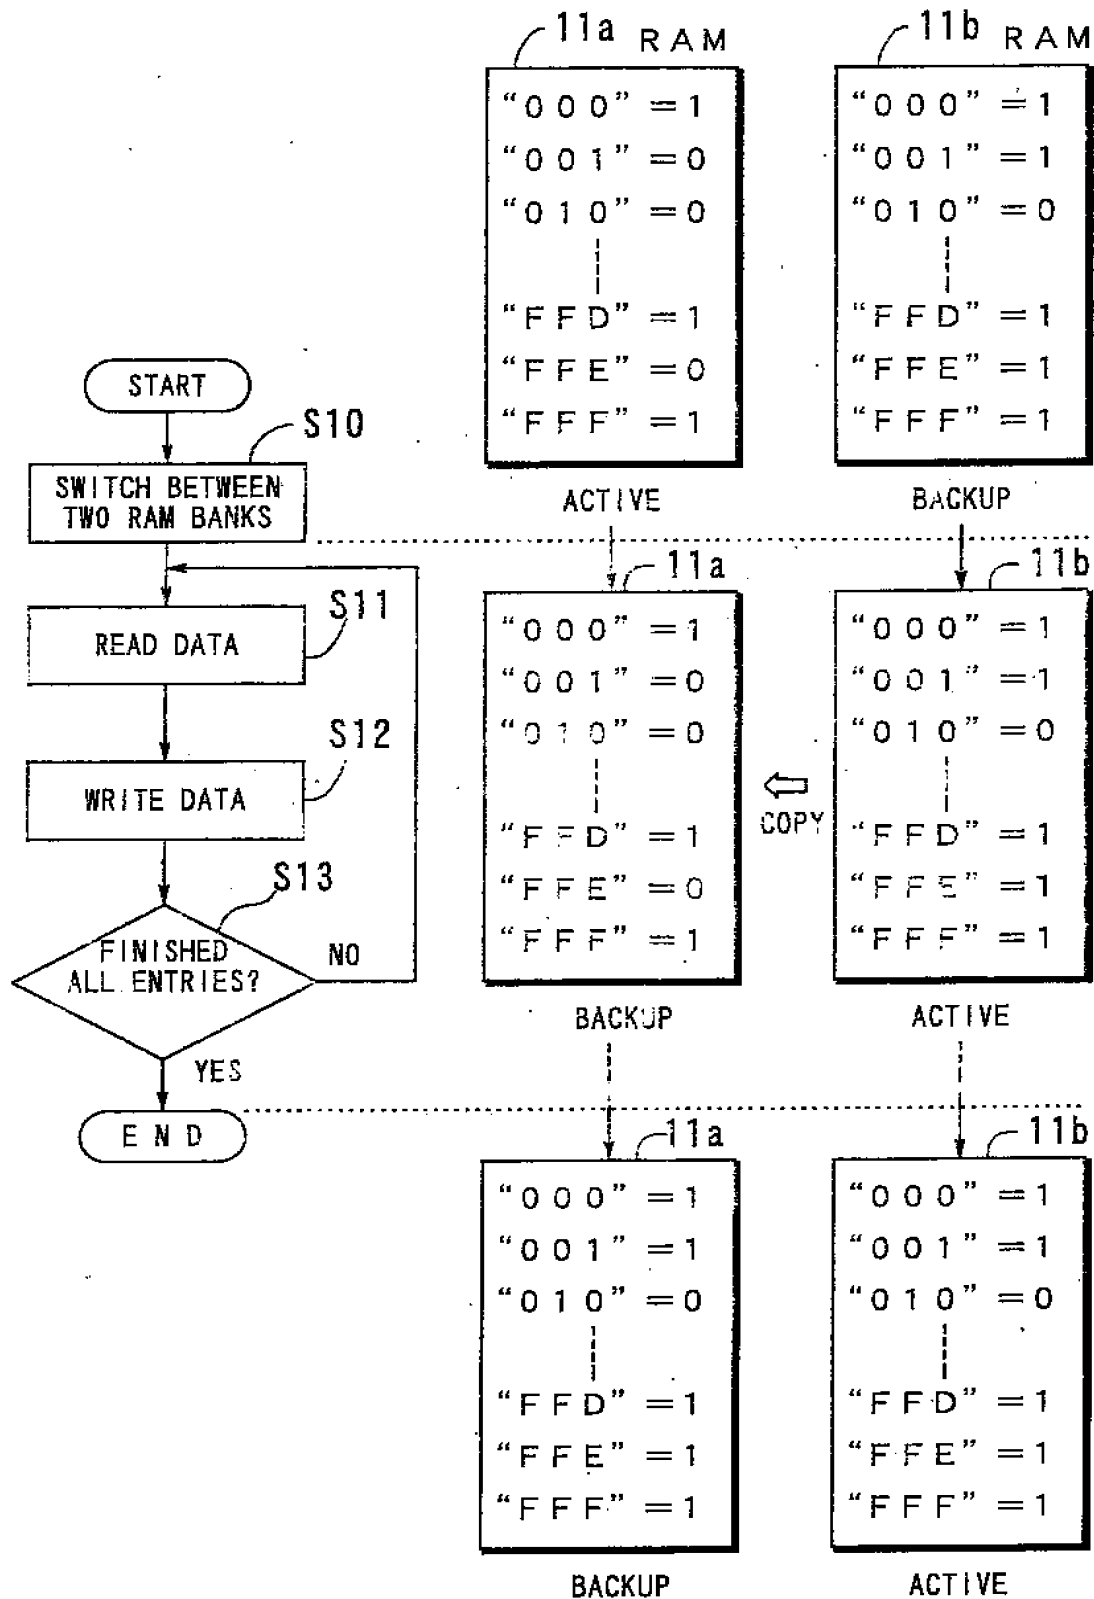 11a RAM
"000" = 1
"001" = 0
"010" = 0
"FFD" = 1
"FFE" = 0
"FFF" = 1
ACTIVE
11b RAM
"000" = 1
"001" = 1
"010" = 0
"FFD" = 1
"FFE" = 1
"FFF" = 1
BACKUP
START
S10
SWITCH BETWEEN
TWO RAM BANKS
S11
READ DATA
S12
WRITE DATA
S13
FINISHED
ALL ENTRIES?
NO
YES
END
11a
"000" = 1
"001" = 0
"010" = 0
"FFD" = 1
"FFE" = 0
"FFF" = 1
BACKUP
COPY
11b
"000" = 1
"001" = 1
"010" = 0
"FFD" = 1
"FFE" = 1
"FFF" = 1
ACTIVE
11a
"000" = 1
"001" = 1
"010" = 0
"FFD" = 1
"FFE" = 1
"FFF" = 1
BACKUP
11b
"000" = 1
"001" = 1
"010" = 0
"FFD" = 1
"FFE" = 1
"FFF" = 1
ACTIVE